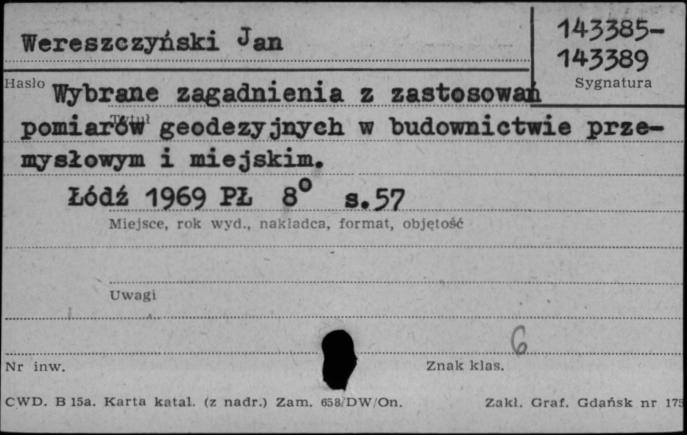 Wereszczyński Jan
143385-
143389
Hasło
Sygnatura
Wybrane zagadnienia z zastosowań
Tytuł
pomiarów geodezyjnych w budownictwie prze-
mysłowym i miejskim.
Łódź 1969 PŁ 8° s.57
Miejsce, rok wyd., nakładca, format, objętość
Uwagi
6
Nr inw.
Znak klas.
CWD. B 15a. Karta katal. (z nadr.) Zam. 658/DW/On.
Zakł. Graf. Gdańsk nr 175